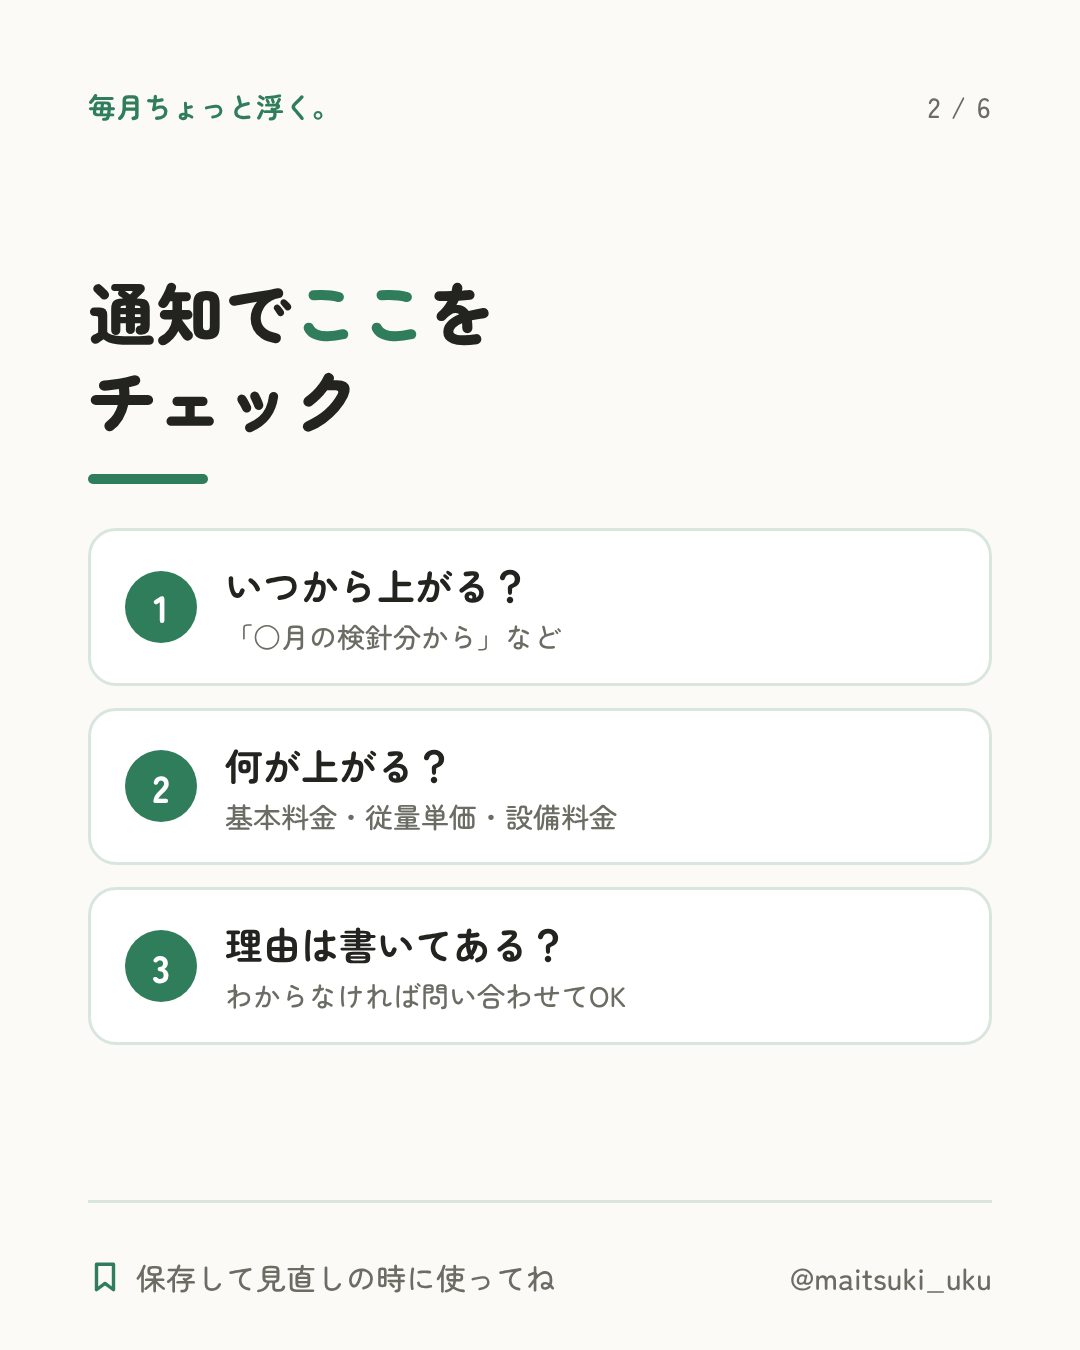 毎月ちょっと浮く。
2 / 6
通知でここを
チェック
1
いつから上がる？
「○月の検針分から」など
2
何が上がる？
基本料金・従量単価・設備料金
3
理由は書いてある？
わからなければ問い合わせてOK
保存して見直しの時に使ってね
@maitsuki_uku